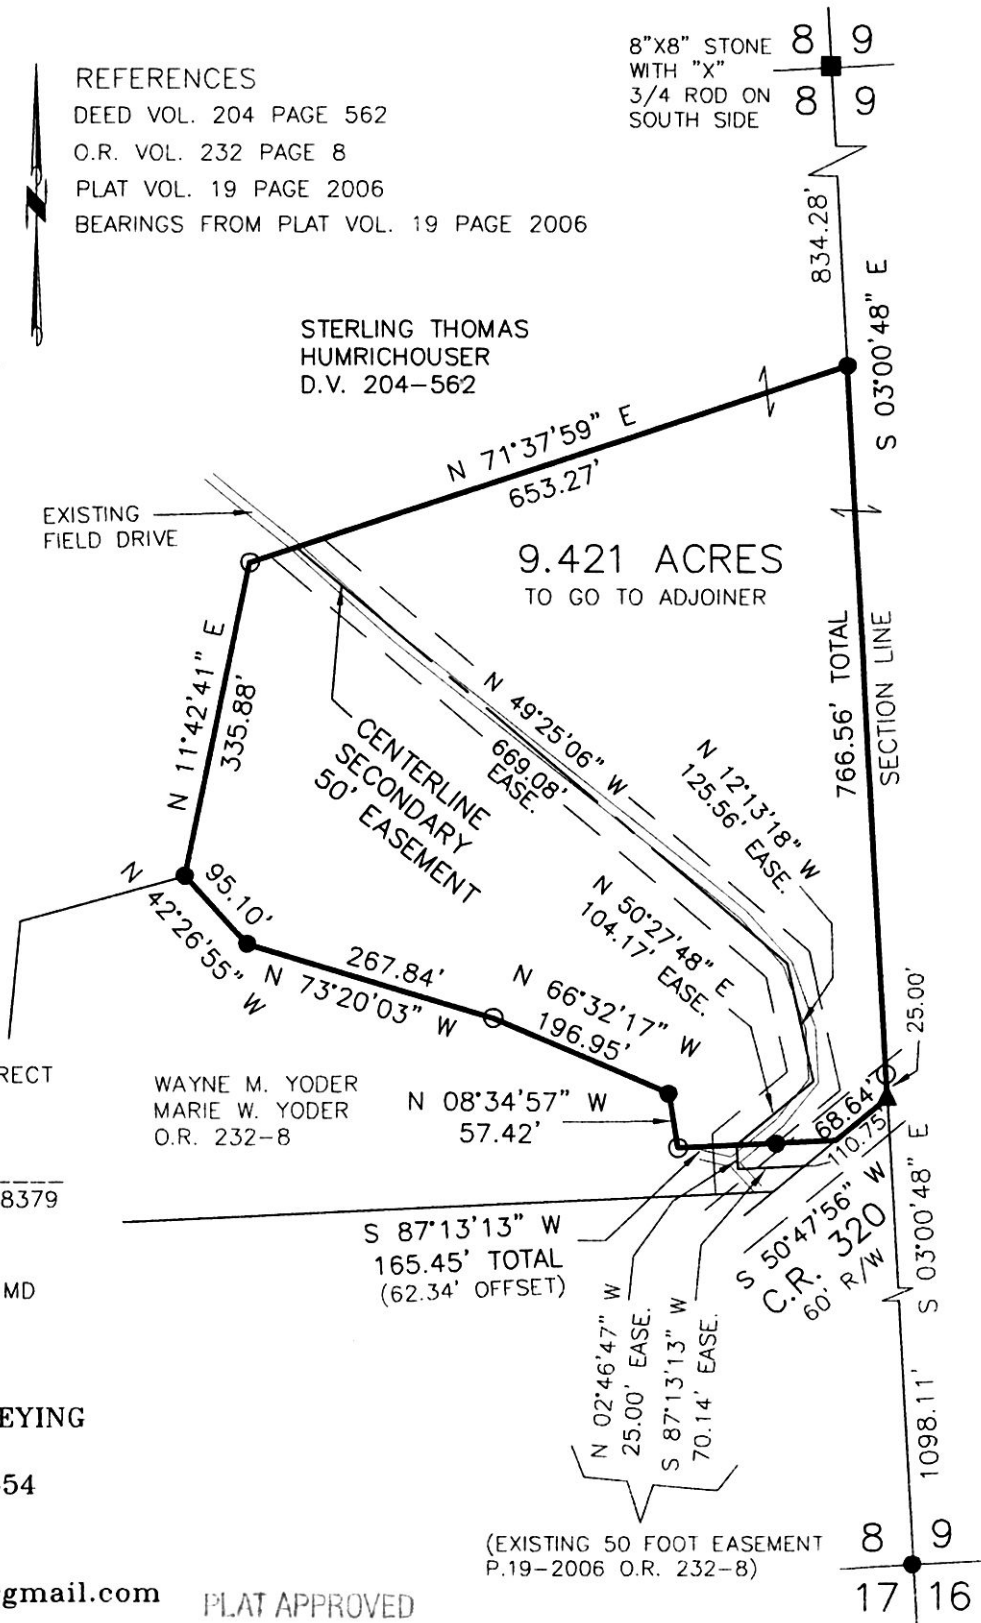 8"X8" STONE
WITH "X"
3/4 ROD ON
SOUTH SIDE
8 9
8 9
REFERENCES
DEED VOL. 204 PAGE 562
O.R. VOL. 232 PAGE 8
PLAT VOL. 19 PAGE 2006
BEARINGS FROM PLAT VOL. 19 PAGE 2006
834.28'
S 03°00'48" E
STERLING THOMAS
HUMRICHOUSER
D.V. 204-562
N 71°37'59" E
653.27'
EXISTING
FIELD DRIVE
9.421 ACRES
TO GO TO ADJOINER
766.56' TOTAL
SECTION LINE
N 11°42'41" E
335.88'
CENTERLINE
SECONDARY
50' EASEMENT
N 49°25'06" W
669.08'
EASE.
N 12°13'18" W
125.56' EASE.
N 50°27'48" E
104.17' EASE.
95.10'
N 42°26'55" W
267.84'
N 73°20'03" W
N 66°32'17" W
196.95'
25.00'
RECT
WAYNE M. YODER
MARIE W. YODER
O.R. 232-8
N 08°34'57" W
57.42'
68.64'
110.75'
8379
S 87°13'13" W
165.45' TOTAL
(62.34' OFFSET)
S 50°47'56" W
C.R. 320
60' R/W
S 03°00'48" E
MD
N 02°46'47" W
25.00' EASE.
S 87°13'13" W
70.14' EASE.
1098.11'
EYING
54
(EXISTING 50 FOOT EASEMENT
P.19-2006 O.R. 232-8)
8 9
17 16
gmail.com
PLAT APPROVED